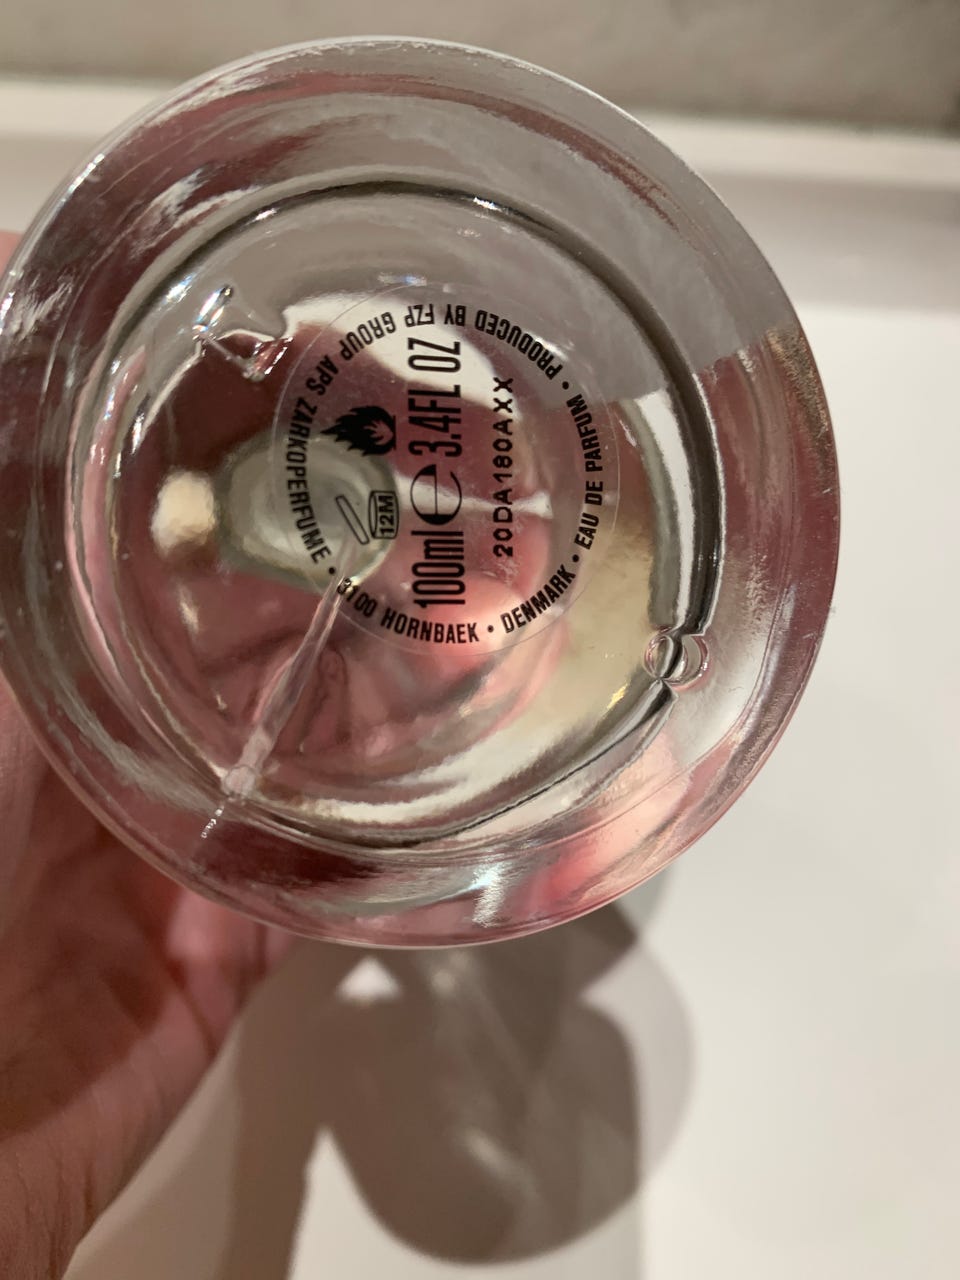 • PRODUCED BY FZP GROUP APS ZARKOPERFUME • 3100 HORNBAEK • DENMARK • EAU DE PARFUM
12M
100ml e 3.4FL OZ
20DA180AXX